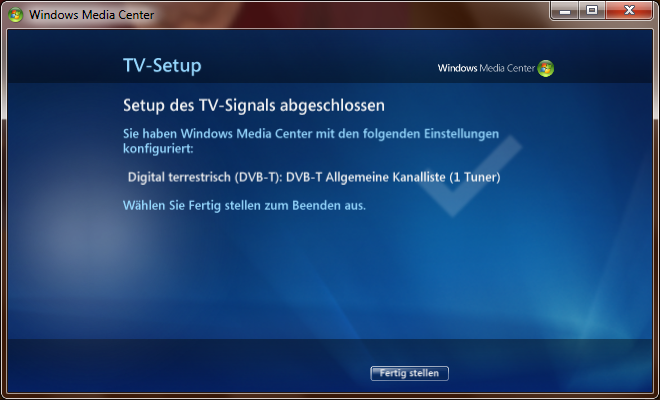 Windows Media Center
TV-Setup
Windows Media Center
Setup des TV-Signals abgeschlossen
Sie haben Windows Media Center mit den folgenden Einstellungen
konfiguriert:
Digital terrestrisch (DVB-T): DVB-T Allgemeine Kanalliste (1 Tuner)
Wählen Sie Fertig stellen zum Beenden aus.
Fertig stellen